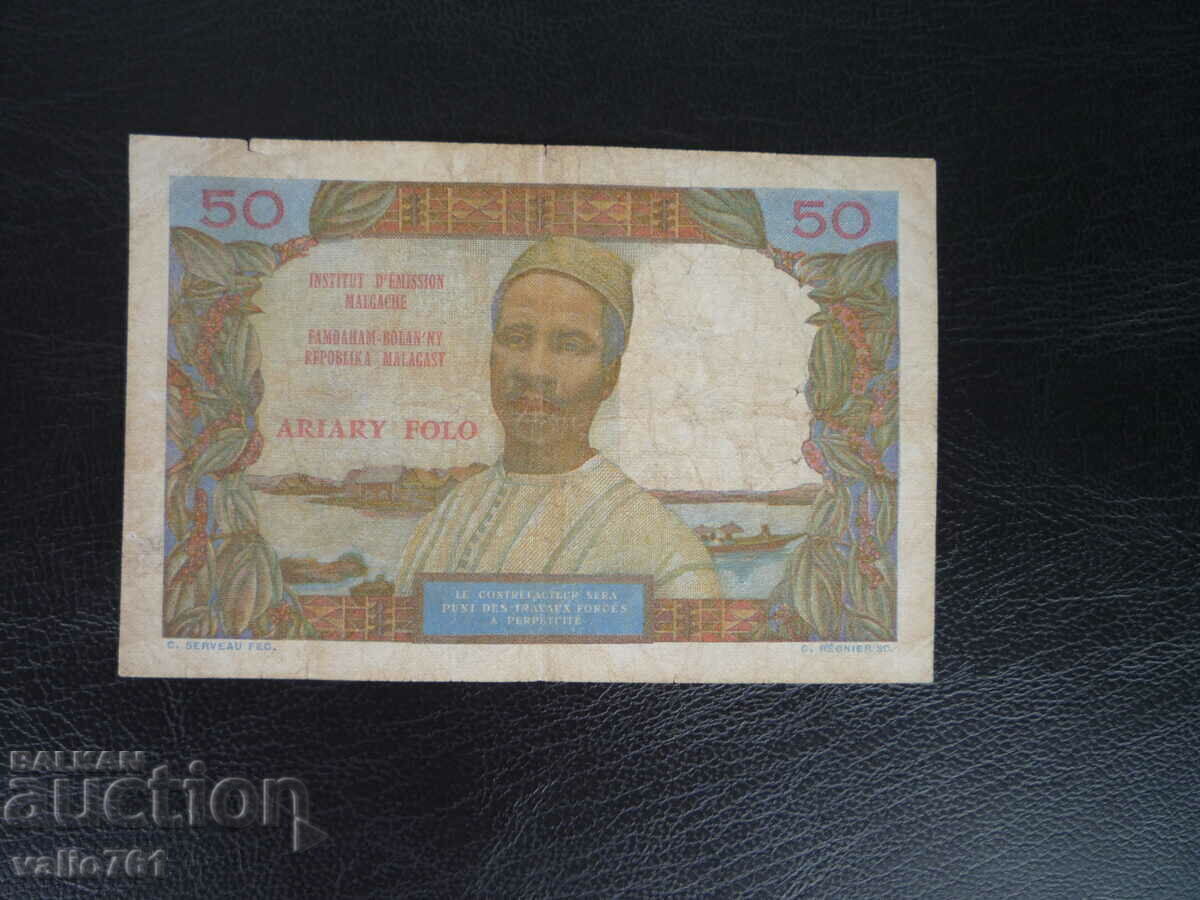 50
50
INSTITUT D'ÉMISSION
MALGACHE
FAMOAHAM-BOLAN'NY
REPOBLIKA MALAGASY
ARIARY FOLO
LE CONTREFACTEUR SERA
PUNI DES TRAVAUX FORCÉS
A PERPÉTUITÉ
C. SERVEAU FEC.
G. RÉGNIER SC.
BALKAN
auction
vallo761